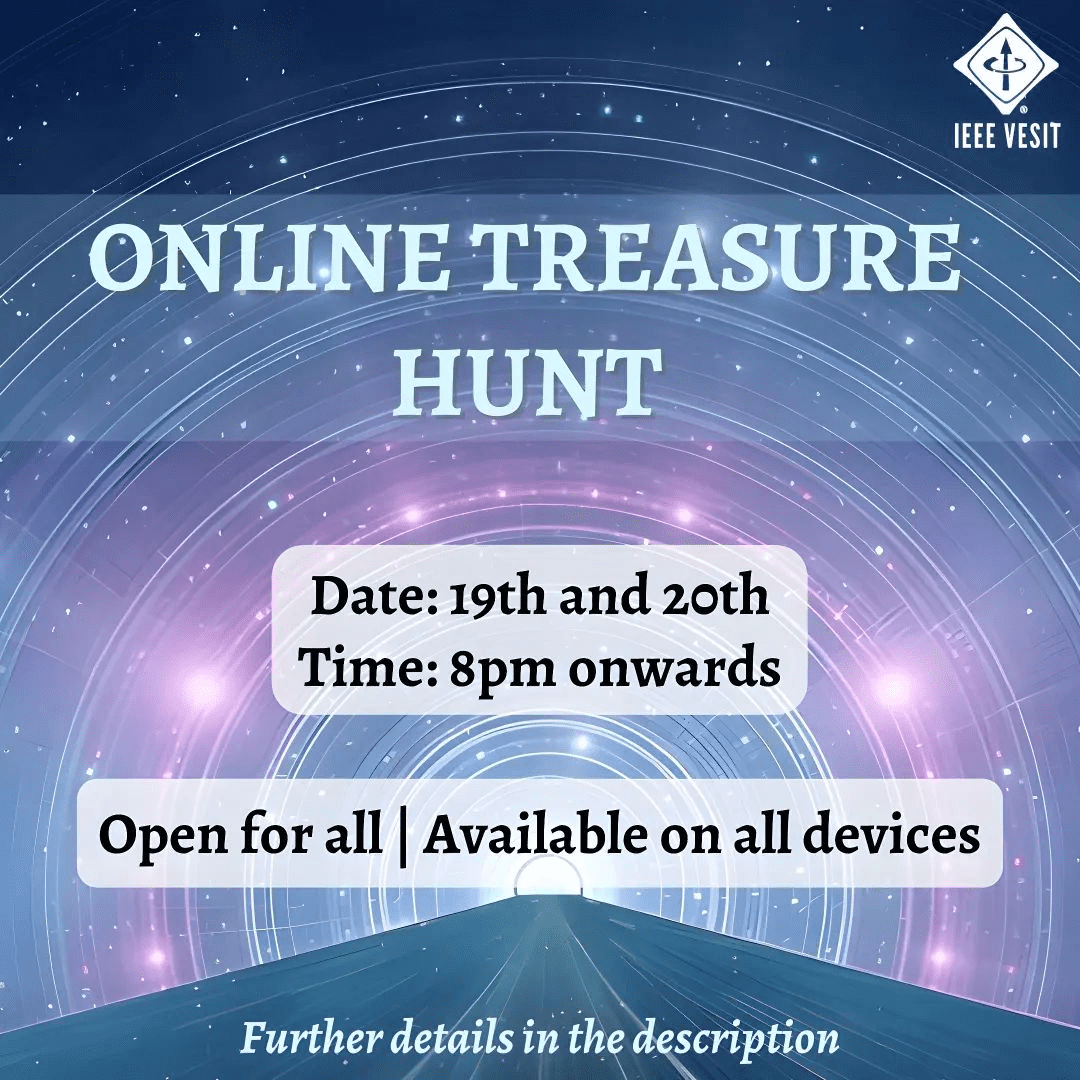 IEEE VESIT
ONLINE TREASURE
HUNT
Date: 19th and 20th
Time: 8pm onwards
Open for all | Available on all devices
Further details in the description